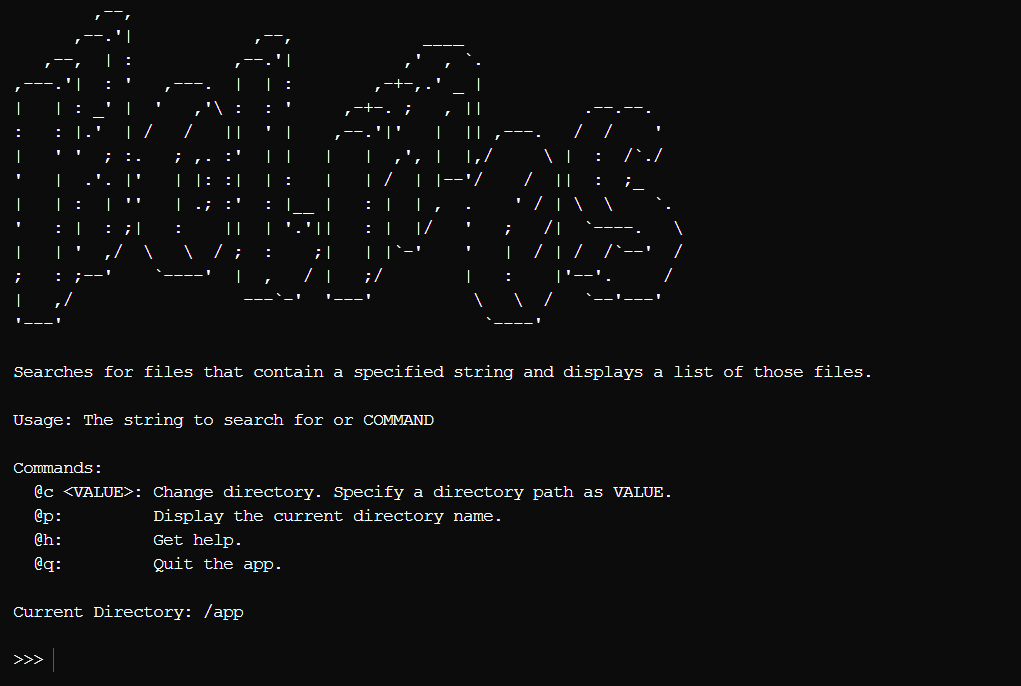 Searches for files that contain a specified string and displays a list of those files.
Usage: The string to search for or COMMAND
Commands:
@c <VALUE>: Change directory. Specify a directory path as VALUE.
@p: Display the current directory name.
@h: Get help.
@q: Quit the app.
Current Directory: /app
>>>